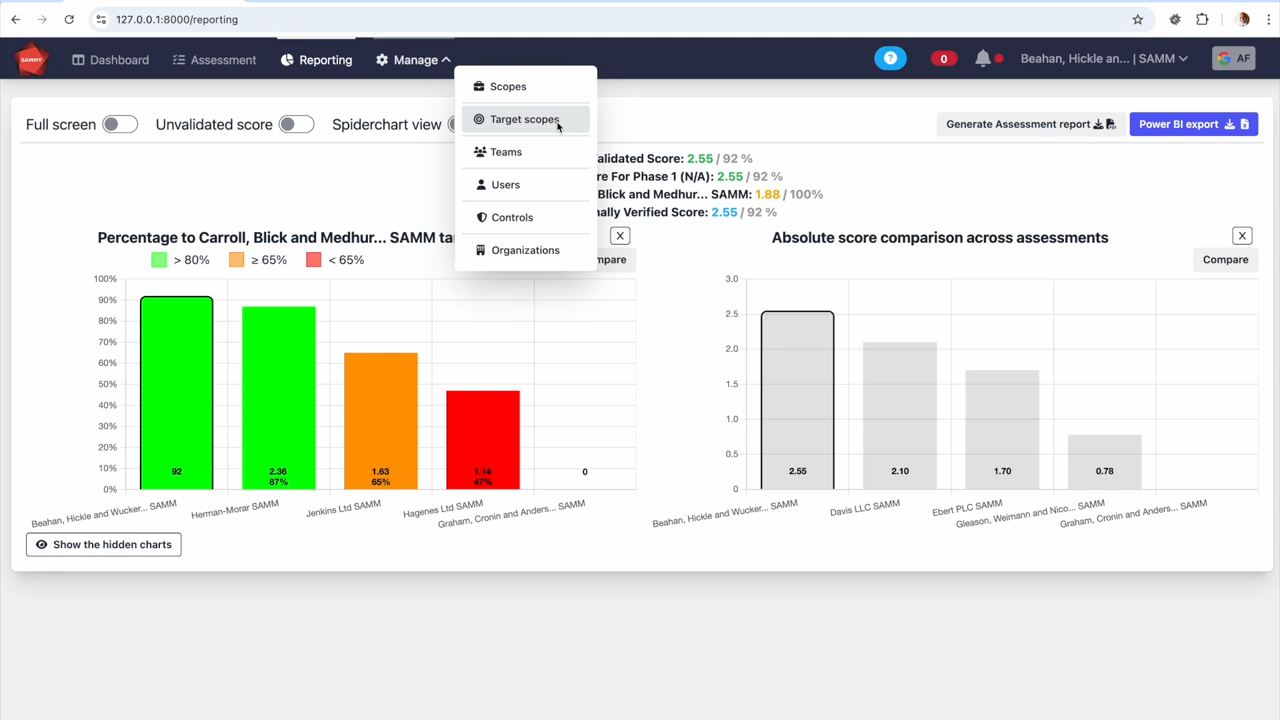 127.0.0.1:8000/reporting
SAMMY
Dashboard
Assessment
Reporting
Manage
?
0
Beahan, Hickle an... | SAMM
AF
Scopes
Target scopes
Teams
Users
Controls
Organizations
Full screen
Unvalidated score
Spiderchart view
Generate Assessment report
Power BI export
alidated Score: 2.55 / 92 %
re For Phase 1 (N/A): 2.55 / 92 %
Blick and Medhur... SAMM: 1.88 / 100%
nally Verified Score: 2.55 / 92 %
Percentage to Carroll, Blick and Medhur... SAMM ta
X
> 80%
≥ 65%
< 65%
mpare
100%
90%
80%
70%
60%
50%
40%
30%
20%
10%
0%
92
2.36
87%
1.63
65%
1.14
47%
0
Beahan, Hickle and Wucker... SAMM
Herman-Morar SAMM
Jenkins Ltd SAMM
Hagenes Ltd SAMM
Graham, Cronin and Anders... SAMM
Show the hidden charts
Absolute score comparison across assessments
X
Compare
3.0
2.5
2.0
1.5
1.0
0.5
0
2.55
2.10
1.70
0.78
Beahan, Hickle and Wucker... SAMM
Davis LLC SAMM
Ebert PLC SAMM
Gleason, Weimann and Nico... SAMM
Graham, Cronin and Anders... SAMM